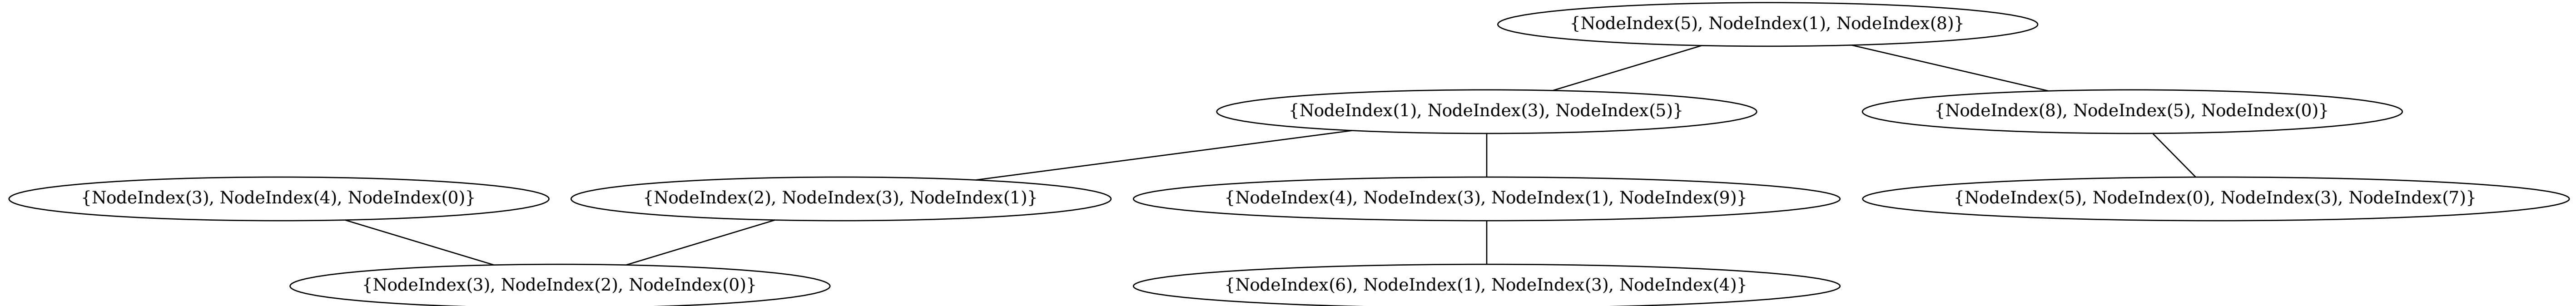 {NodeIndex(5), NodeIndex(1), NodeIndex(8)}
{NodeIndex(1), NodeIndex(3), NodeIndex(5)}
{NodeIndex(8), NodeIndex(5), NodeIndex(0)}
{NodeIndex(3), NodeIndex(4), NodeIndex(0)}
{NodeIndex(2), NodeIndex(3), NodeIndex(1)}
{NodeIndex(4), NodeIndex(3), NodeIndex(1), NodeIndex(9)}
{NodeIndex(5), NodeIndex(0), NodeIndex(3), NodeIndex(7)}
{NodeIndex(3), NodeIndex(2), NodeIndex(0)}
{NodeIndex(6), NodeIndex(1), NodeIndex(3), NodeIndex(4)}